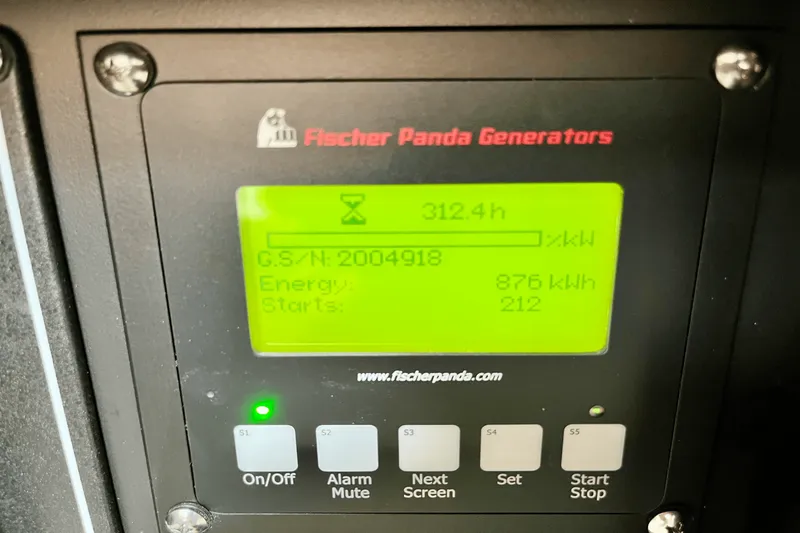 Fischer Panda Generators
312.4h
%kW
G.S/N: 2004918
Energy: 876 kWh
Starts: 212
www.fischerpanda.com
S1 S2 S3 S4 S5
On/Off Alarm Mute Next Screen Set Start Stop